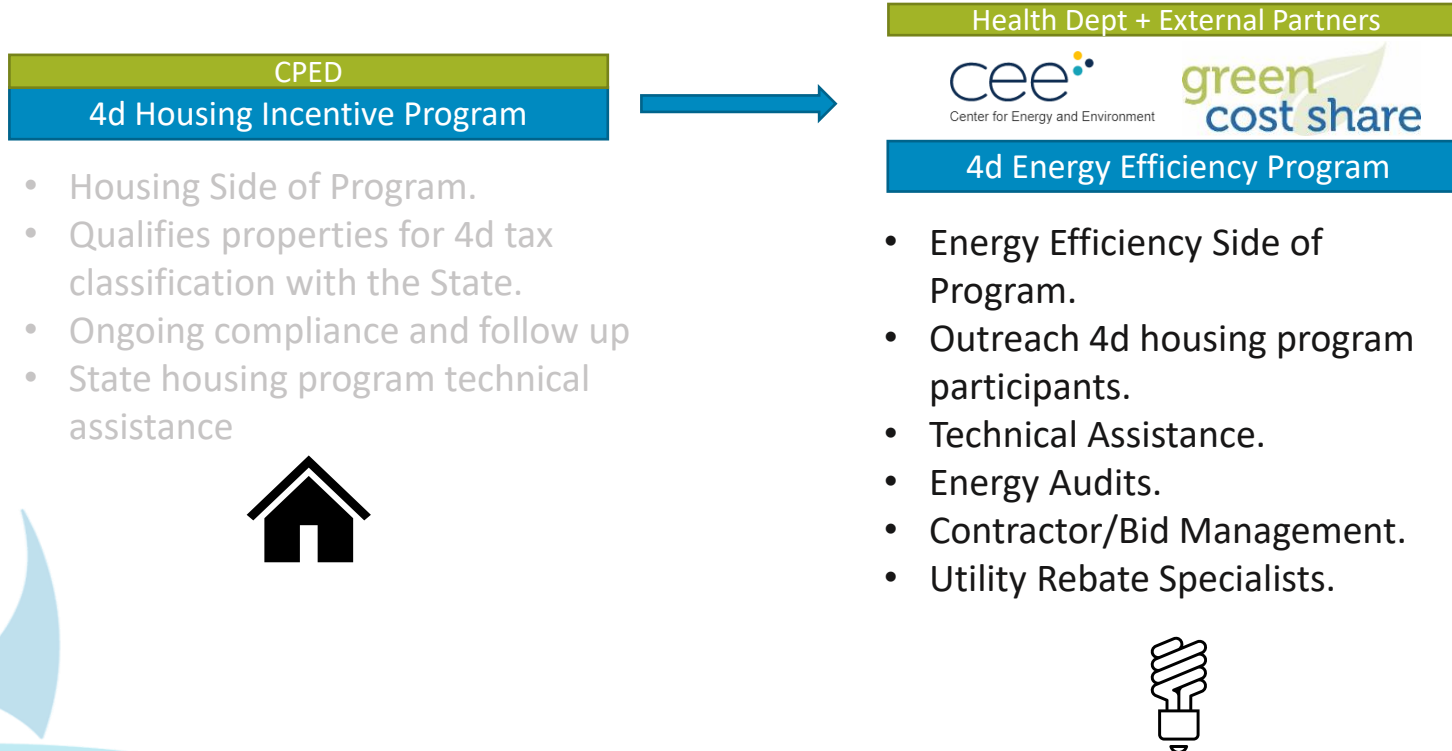 CPED
4d Housing Incentive Program
• Housing Side of Program.
• Qualifies properties for 4d tax
classification with the State.
• Ongoing compliance and follow up
• State housing program technical
assistance
Health Dept + External Partners
cee
Center for Energy and Environment
green
cost share
4d Energy Efficiency Program
• Energy Efficiency Side of
Program.
• Outreach 4d housing program
participants.
• Technical Assistance.
• Energy Audits.
• Contractor/Bid Management.
• Utility Rebate Specialists.